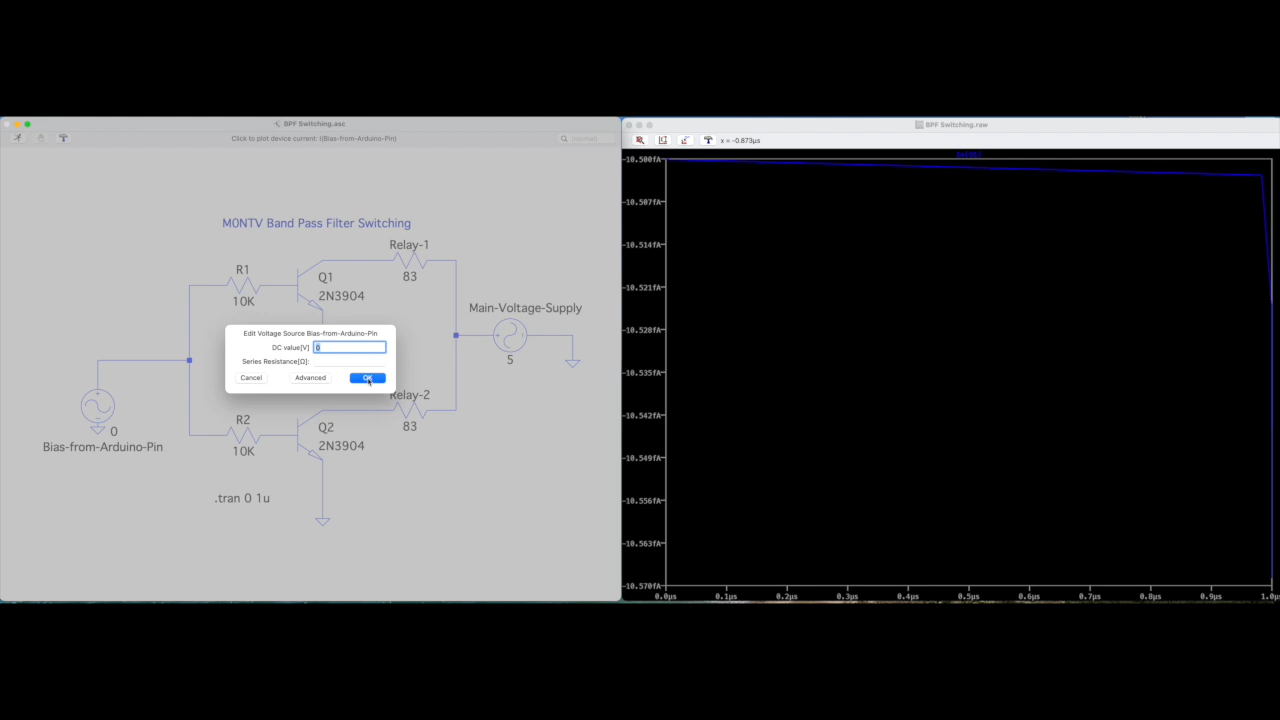 BPF Switching.asc
Click to plot device current: I(Bias-from-Arduino-Pin)
M0NTV Band Pass Filter Switching
Relay-1
83
R1
10K
Q1
2N3904
Main-Voltage-Supply
5
Edit Voltage Source Bias-from-Arduino-Pin
DC value[V]
0
Series Resistance[Ω]:
Cancel
Advanced
OK
Relay-2
83
R2
10K
Q2
2N3904
0
Bias-from-Arduino-Pin
.tran 0 1u
BPF Switching.raw
x = -0.873µs
-10.500fA
-10.507fA
-10.514fA
-10.521fA
-10.528fA
-10.535fA
-10.542fA
-10.549fA
-10.556fA
-10.563fA
-10.570fA
0.0µs 0.1µs 0.2µs 0.3µs 0.4µs 0.5µs 0.6µs 0.7µs 0.8µs 0.9µs 1.0µs